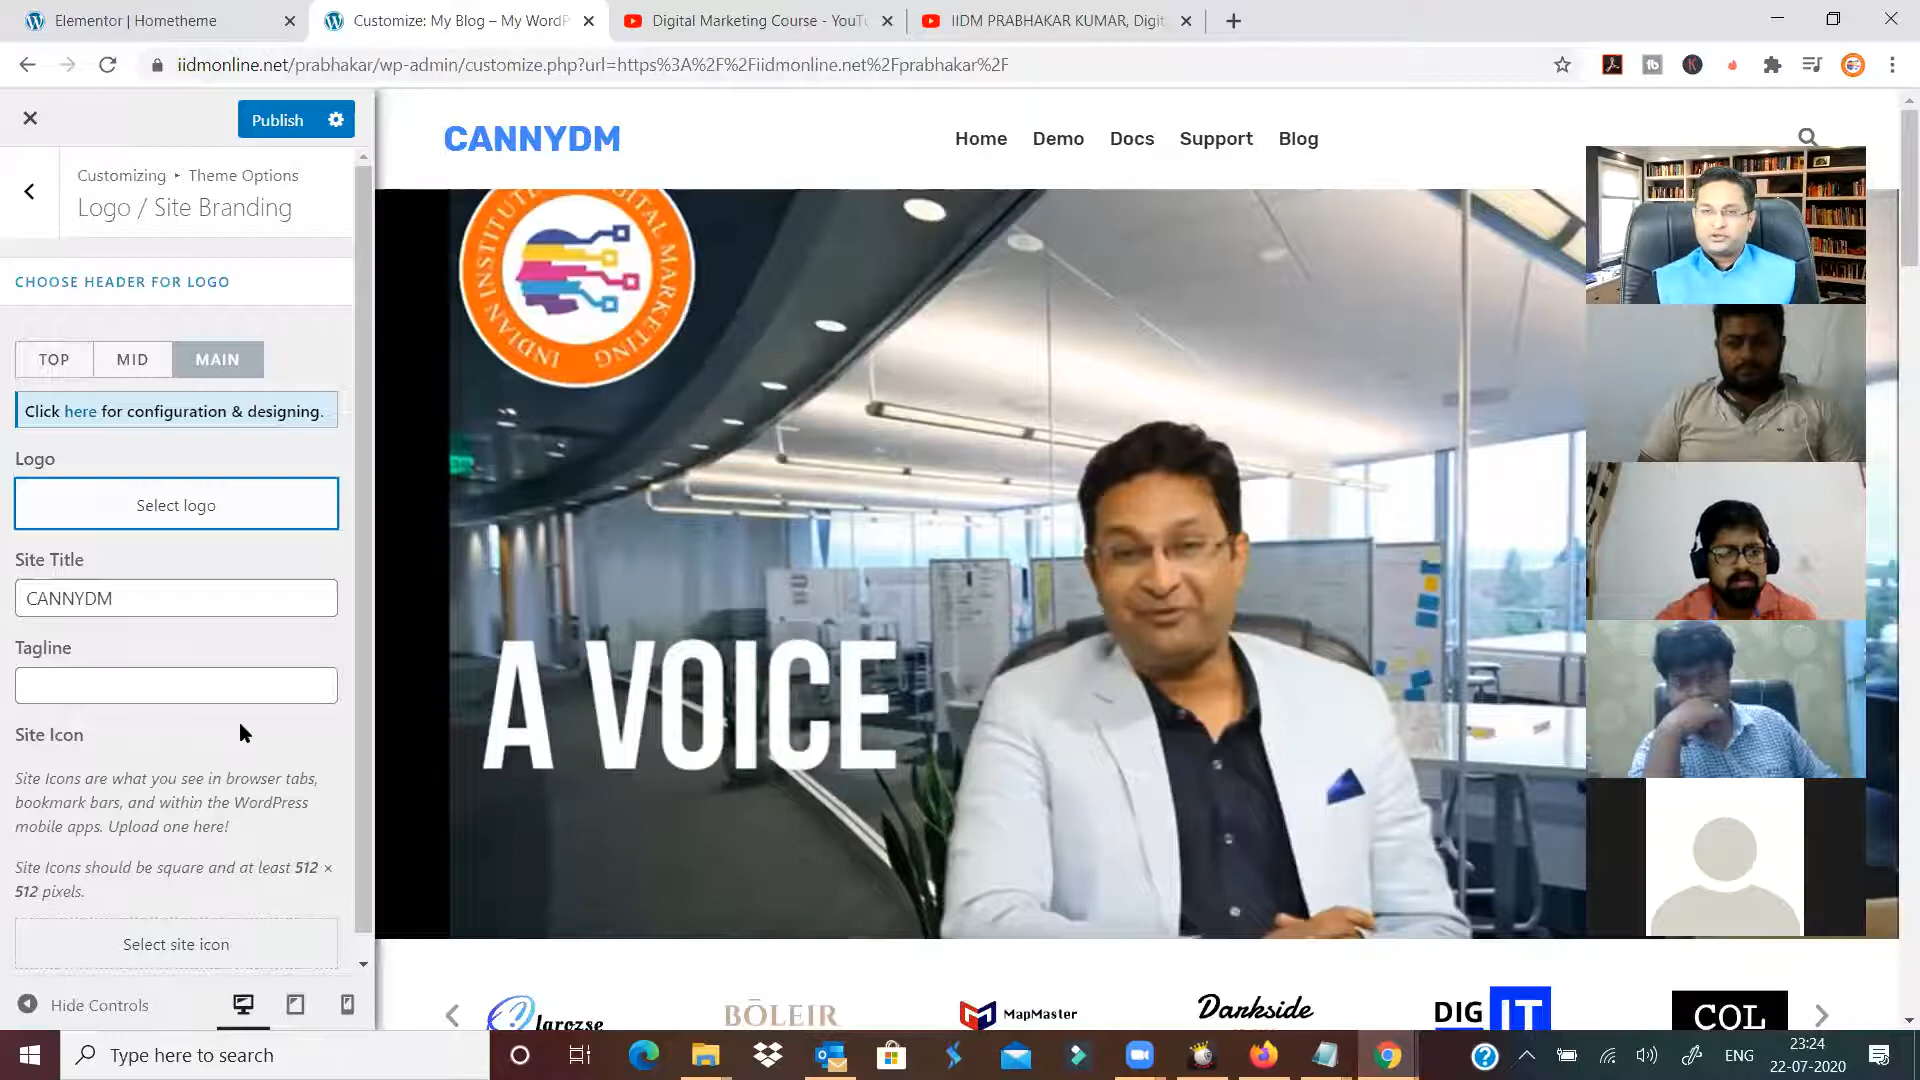 Elementor | Hometheme
Customize: My Blog – My WordP
Digital Marketing Course - YouTu
IIDM PRABHAKAR KUMAR, Digit
iidmonline.net/prabhakar/wp-admin/customize.php?url=https%3A%2F%2Fiidmonline.net%2Fprabhakar%2F
Publish
Customizing ▸ Theme Options
Logo / Site Branding
CHOOSE HEADER FOR LOGO
TOP MID MAIN
Click here for configuration & designing.
Logo
Select logo
Site Title
CANNYDM
Tagline
Site Icon
Site Icons are what you see in browser tabs,
bookmark bars, and within the WordPress
mobile apps. Upload one here!
Site Icons should be square and at least 512 ×
512 pixels.
Select site icon
Hide Controls
CANNYDM
Home Demo Docs Support Blog
INDIAN INSTITUTE DIGITAL MARKETING
A VOICE
larozse
BŌLEIR
MapMaster
Darkside
DIG IT
COL
Type here to search
ENG
23:24
22-07-2020